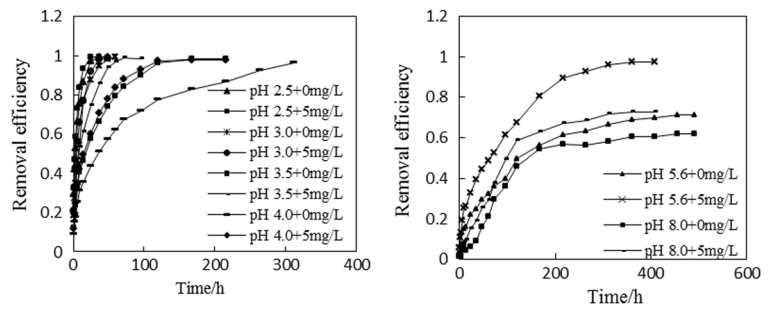 1.2
1
0.8
0.6
0.4
0.2
0
Removal efficiency
pH 2.5+0mg/L
pH 2.5+5mg/L
pH 3.0+0mg/L
pH 3.0+5mg/L
pH 3.5+0mg/L
pH 3.5+5mg/L
pH 4.0+0mg/L
pH 4.0+5mg/L
0 100 200 300 400
Time/h
1.2
1
0.8
0.6
0.4
0.2
0
Removal efficiency
pH 5.6+0mg/L
pH 5.6+5mg/L
pH 8.0+0mg/L
pH 8.0+5mg/L
0 200 400 600
Time/h